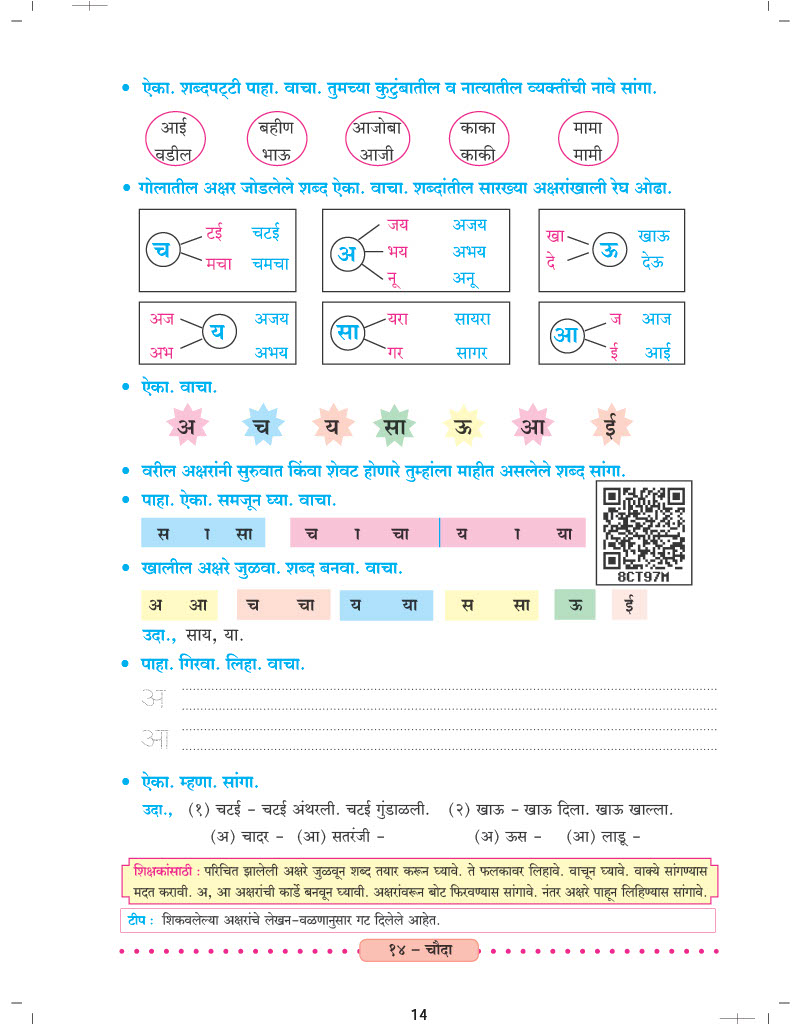 • ऐका. शब्दपट्टी पाहा. वाचा. तुमच्या कुटुंबातील व नात्यातील व्यक्तींची नावे सांगा.
आई बहीण आजोबा काका मामा
वडील भाऊ आजी काकी मामी
• गोलातील अक्षर जोडलेले शब्द ऐका. वाचा. शब्दांतील सारख्या अक्षरांखाली रेघ ओढा.
च टई चटई
मचा चमचा
अ जय अजय
भय अभय
नू अनू
खा ऊ खाऊ
दे देऊ
अज य अजय
अभ अभय
सा यरा सायरा
गर सागर
आ ज आज
ई आई
• ऐका. वाचा.
अ च य सा ऊ आ ई
• वरील अक्षरांनी सुरुवात किंवा शेवट होणारे तुम्हांला माहीत असलेले शब्द सांगा.
• पाहा. ऐका. समजून घ्या. वाचा.
स ा सा च ा चा य ा या
8CT97M
• खालील अक्षरे जुळवा. शब्द बनवा. वाचा.
अ आ च चा य या स सा ऊ ई
उदा., साय, या.
• पाहा. गिरवा. लिहा. वाचा.
अ
आ
• ऐका. म्हणा. सांगा.
उदा., (१) चटई – चटई अंथरली. चटई गुंडाळली. (२) खाऊ – खाऊ दिला. खाऊ खाल्ला.
(अ) चादर – (आ) सतरंजी – (अ) ऊस – (आ) लाडू –
शिक्षकांसाठी : परिचित झालेली अक्षरे जुळवून शब्द तयार करून घ्यावे. ते फलकावर लिहावे. वाचून घ्यावे. वाक्ये सांगण्यास
मदत करावी. अ, आ अक्षरांची कार्डे बनवून घ्यावी. अक्षरांवरून बोट फिरवण्यास सांगावे. नंतर अक्षरे पाहून लिहिण्यास सांगावे.
टीप : शिकवलेल्या अक्षरांचे लेखन-वळणानुसार गट दिलेले आहेत.
१४ – चौदा
14